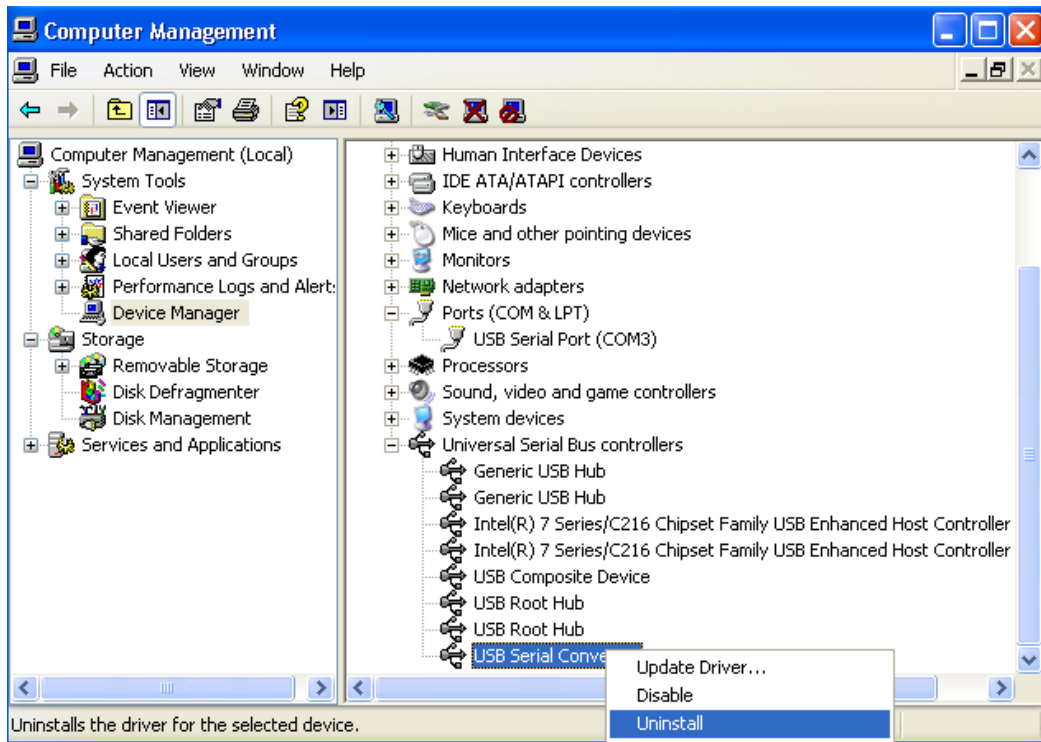 Computer Management
File Action View Window Help
Computer Management (Local)
System Tools
Event Viewer
Shared Folders
Local Users and Groups
Performance Logs and Alert
Device Manager
Storage
Removable Storage
Disk Defragmenter
Disk Management
Services and Applications
Human Interface Devices
IDE ATA/ATAPI controllers
Keyboards
Mice and other pointing devices
Monitors
Network adapters
Ports (COM & LPT)
USB Serial Port (COM3)
Processors
Sound, video and game controllers
System devices
Universal Serial Bus controllers
Generic USB Hub
Generic USB Hub
Intel(R) 7 Series/C216 Chipset Family USB Enhanced Host Controller
Intel(R) 7 Series/C216 Chipset Family USB Enhanced Host Controller
USB Composite Device
USB Root Hub
USB Root Hub
USB Serial Conve
Update Driver...
Disable
Uninstall
Uninstalls the driver for the selected device.